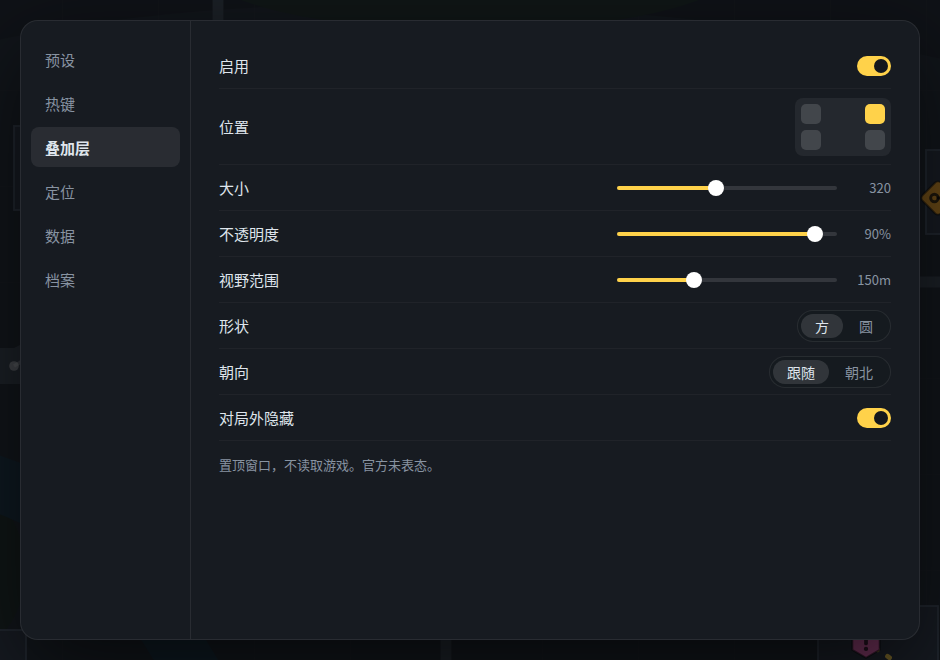 预设
热键
叠加层
定位
数据
档案
启用
位置
大小 320
不透明度 90%
视野范围 150m
形状 方 圆
朝向 跟随 朝北
对局外隐藏
置顶窗口，不读取游戏。官方未表态。